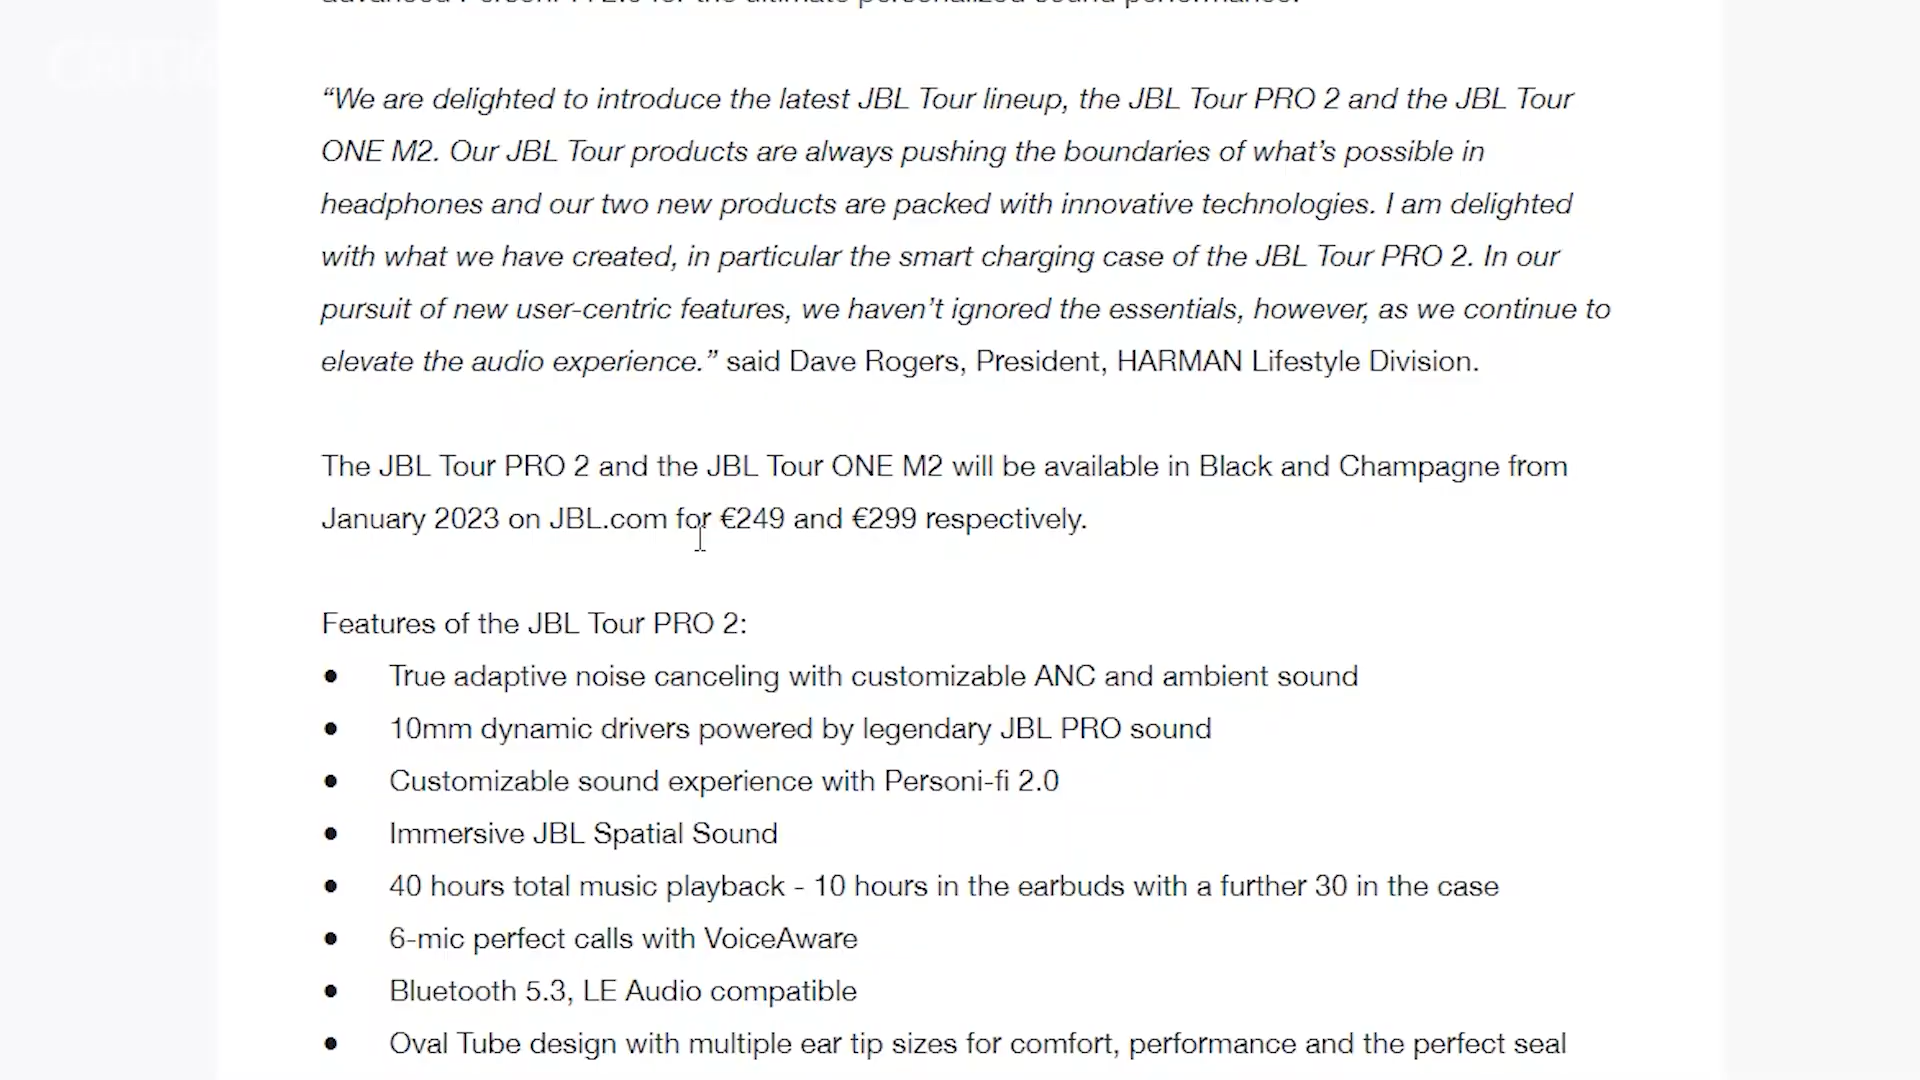 “We are delighted to introduce the latest JBL Tour lineup, the JBL Tour PRO 2 and the JBL Tour
ONE M2. Our JBL Tour products are always pushing the boundaries of what’s possible in
headphones and our two new products are packed with innovative technologies. I am delighted
with what we have created, in particular the smart charging case of the JBL Tour PRO 2. In our
pursuit of new user-centric features, we haven’t ignored the essentials, however, as we continue to
elevate the audio experience.” said Dave Rogers, President, HARMAN Lifestyle Division.
The JBL Tour PRO 2 and the JBL Tour ONE M2 will be available in Black and Champagne from
January 2023 on JBL.com for €249 and €299 respectively.
Features of the JBL Tour PRO 2:
● True adaptive noise canceling with customizable ANC and ambient sound
● 10mm dynamic drivers powered by legendary JBL PRO sound
● Customizable sound experience with Personi-fi 2.0
● Immersive JBL Spatial Sound
● 40 hours total music playback - 10 hours in the earbuds with a further 30 in the case
● 6-mic perfect calls with VoiceAware
● Bluetooth 5.3, LE Audio compatible
● Oval Tube design with multiple ear tip sizes for comfort, performance and the perfect seal